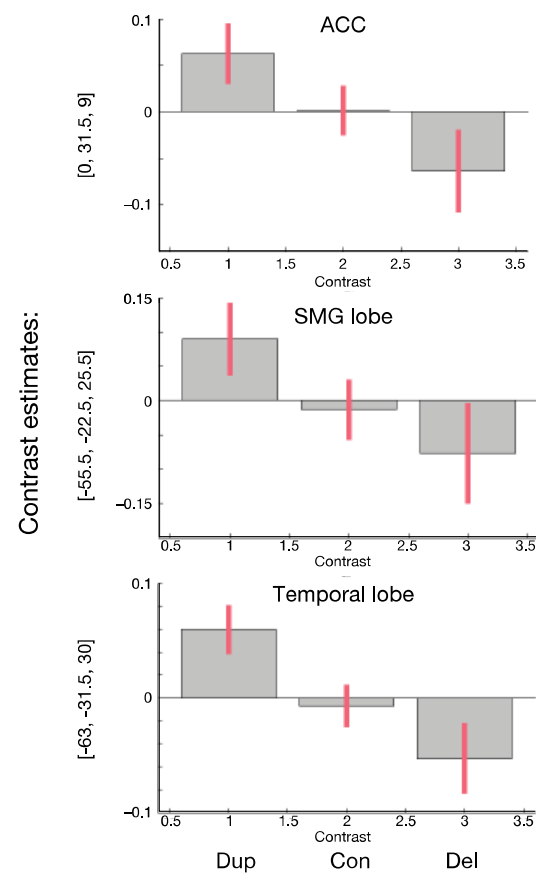 Contrast estimates:
ACC
[0, 31.5, 9]
0.1
0
−0.1
0.5 1 1.5 2 2.5 3 3.5
Contrast
SMG lobe
[-55.5, -22.5, 25.5]
0.15
0
−0.15
0.5 1 1.5 2 2.5 3 3.5
Contrast
Temporal lobe
[-63, -31.5, 30]
0.1
0
−0.1
0.5 1 1.5 2 2.5 3 3.5
Contrast
Dup Con Del